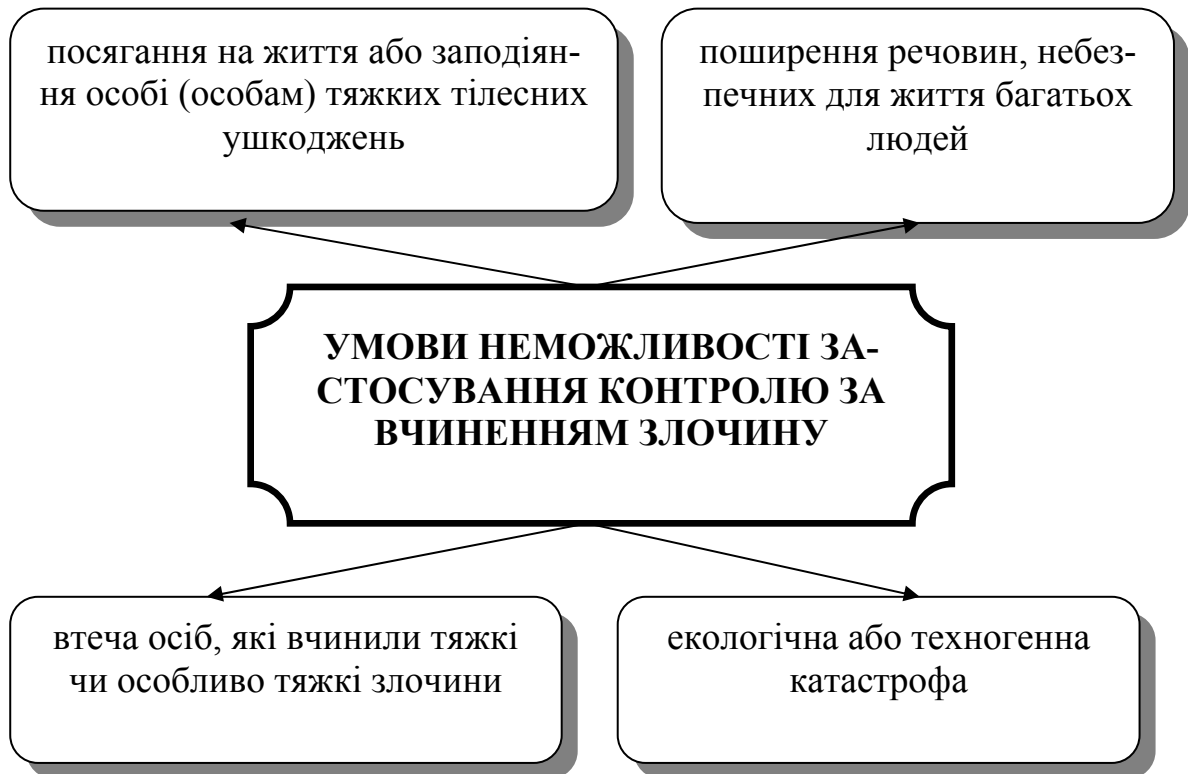 посягання на життя або заподіян-
ня особі (особам) тяжких тілесних
ушкоджень
поширення речовин, небез-
печних для життя багатьох
людей
УМОВИ НЕМОЖЛИВОСТІ ЗА-
СТОСУВАННЯ КОНТРОЛЮ ЗА
ВЧИНЕННЯМ ЗЛОЧИНУ
втеча осіб, які вчинили тяжкі
чи особливо тяжкі злочини
екологічна або техногенна
катастрофа